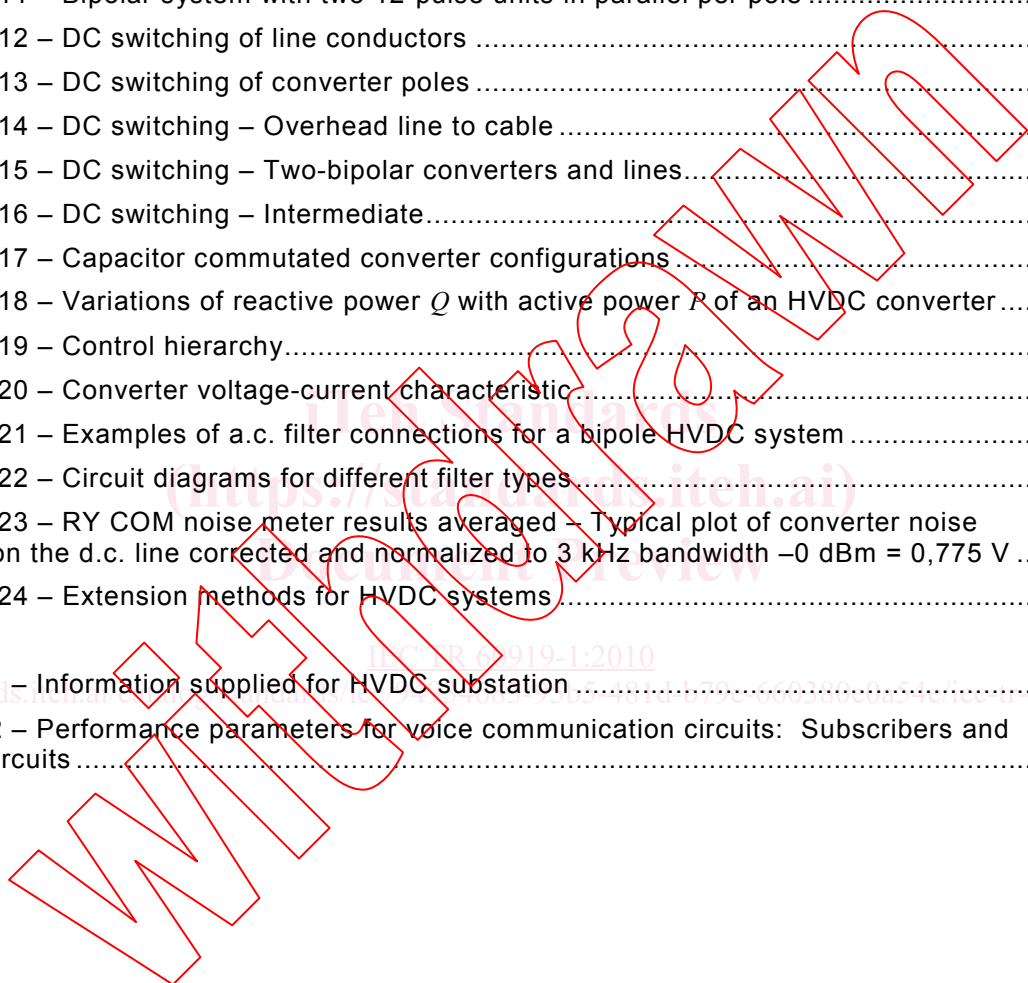 11 – Bipolar system with two 12-pulse units in parallel per pole
12 – DC switching of line conductors
13 – DC switching of converter poles
14 – DC switching – Overhead line to cable
15 – DC switching – Two-bipolar converters and lines
16 – DC switching – Intermediate
17 – Capacitor commutated converter configurations
18 – Variations of reactive power Q with active power P of an HVDC converter
19 – Control hierarchy
20 – Converter voltage-current characteristic
iTeh Standards
21 – Examples of a.c. filter connections for a bipole HVDC system
22 – Circuit diagrams for different filter types
(https://standards.iteh.ai)
23 – RY COM noise meter results averaged – Typical plot of converter noise
on the d.c. line corrected and normalized to 3 kHz bandwidth –0 dBm = 0,775 V
Document Preview
24 – Extension methods for HVDC systems
IEC TR 60919-1:2010
– Information supplied for HVDC substation
– Performance parameters for voice communication circuits: Subscribers and
withdrawn